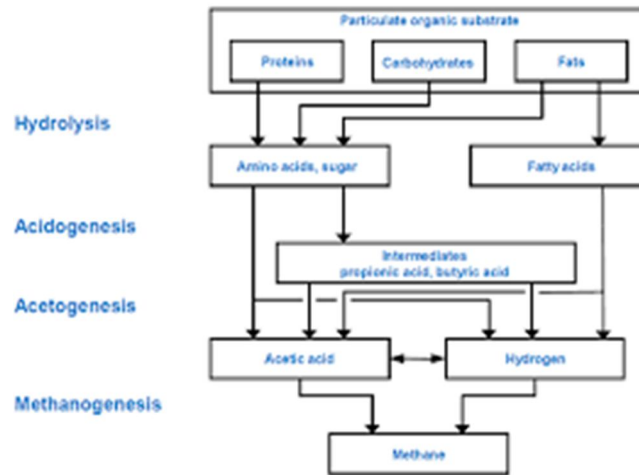 Particulate organic substrate
Proteins
Carbohydrates
Fats
Hydrolysis
Amino acids, sugar
Fatty acids
Acidogenesis
Intermediates
propionic acid, butyric acid
Acetogenesis
Acetic acid
Hydrogen
Methanogenesis
Methane